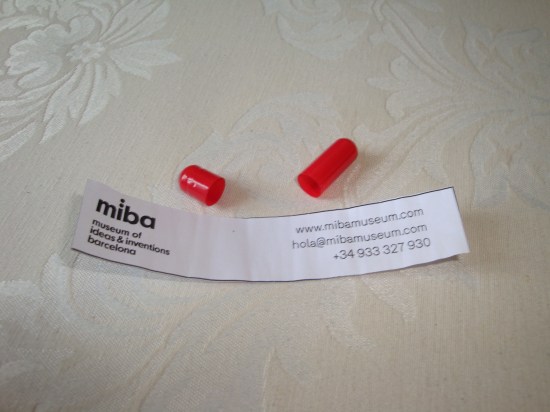 miba
museum of
ideas & inventions
barcelona
www.mibamuseum.com
hola@mibamuseum.com
+34 933 327 930